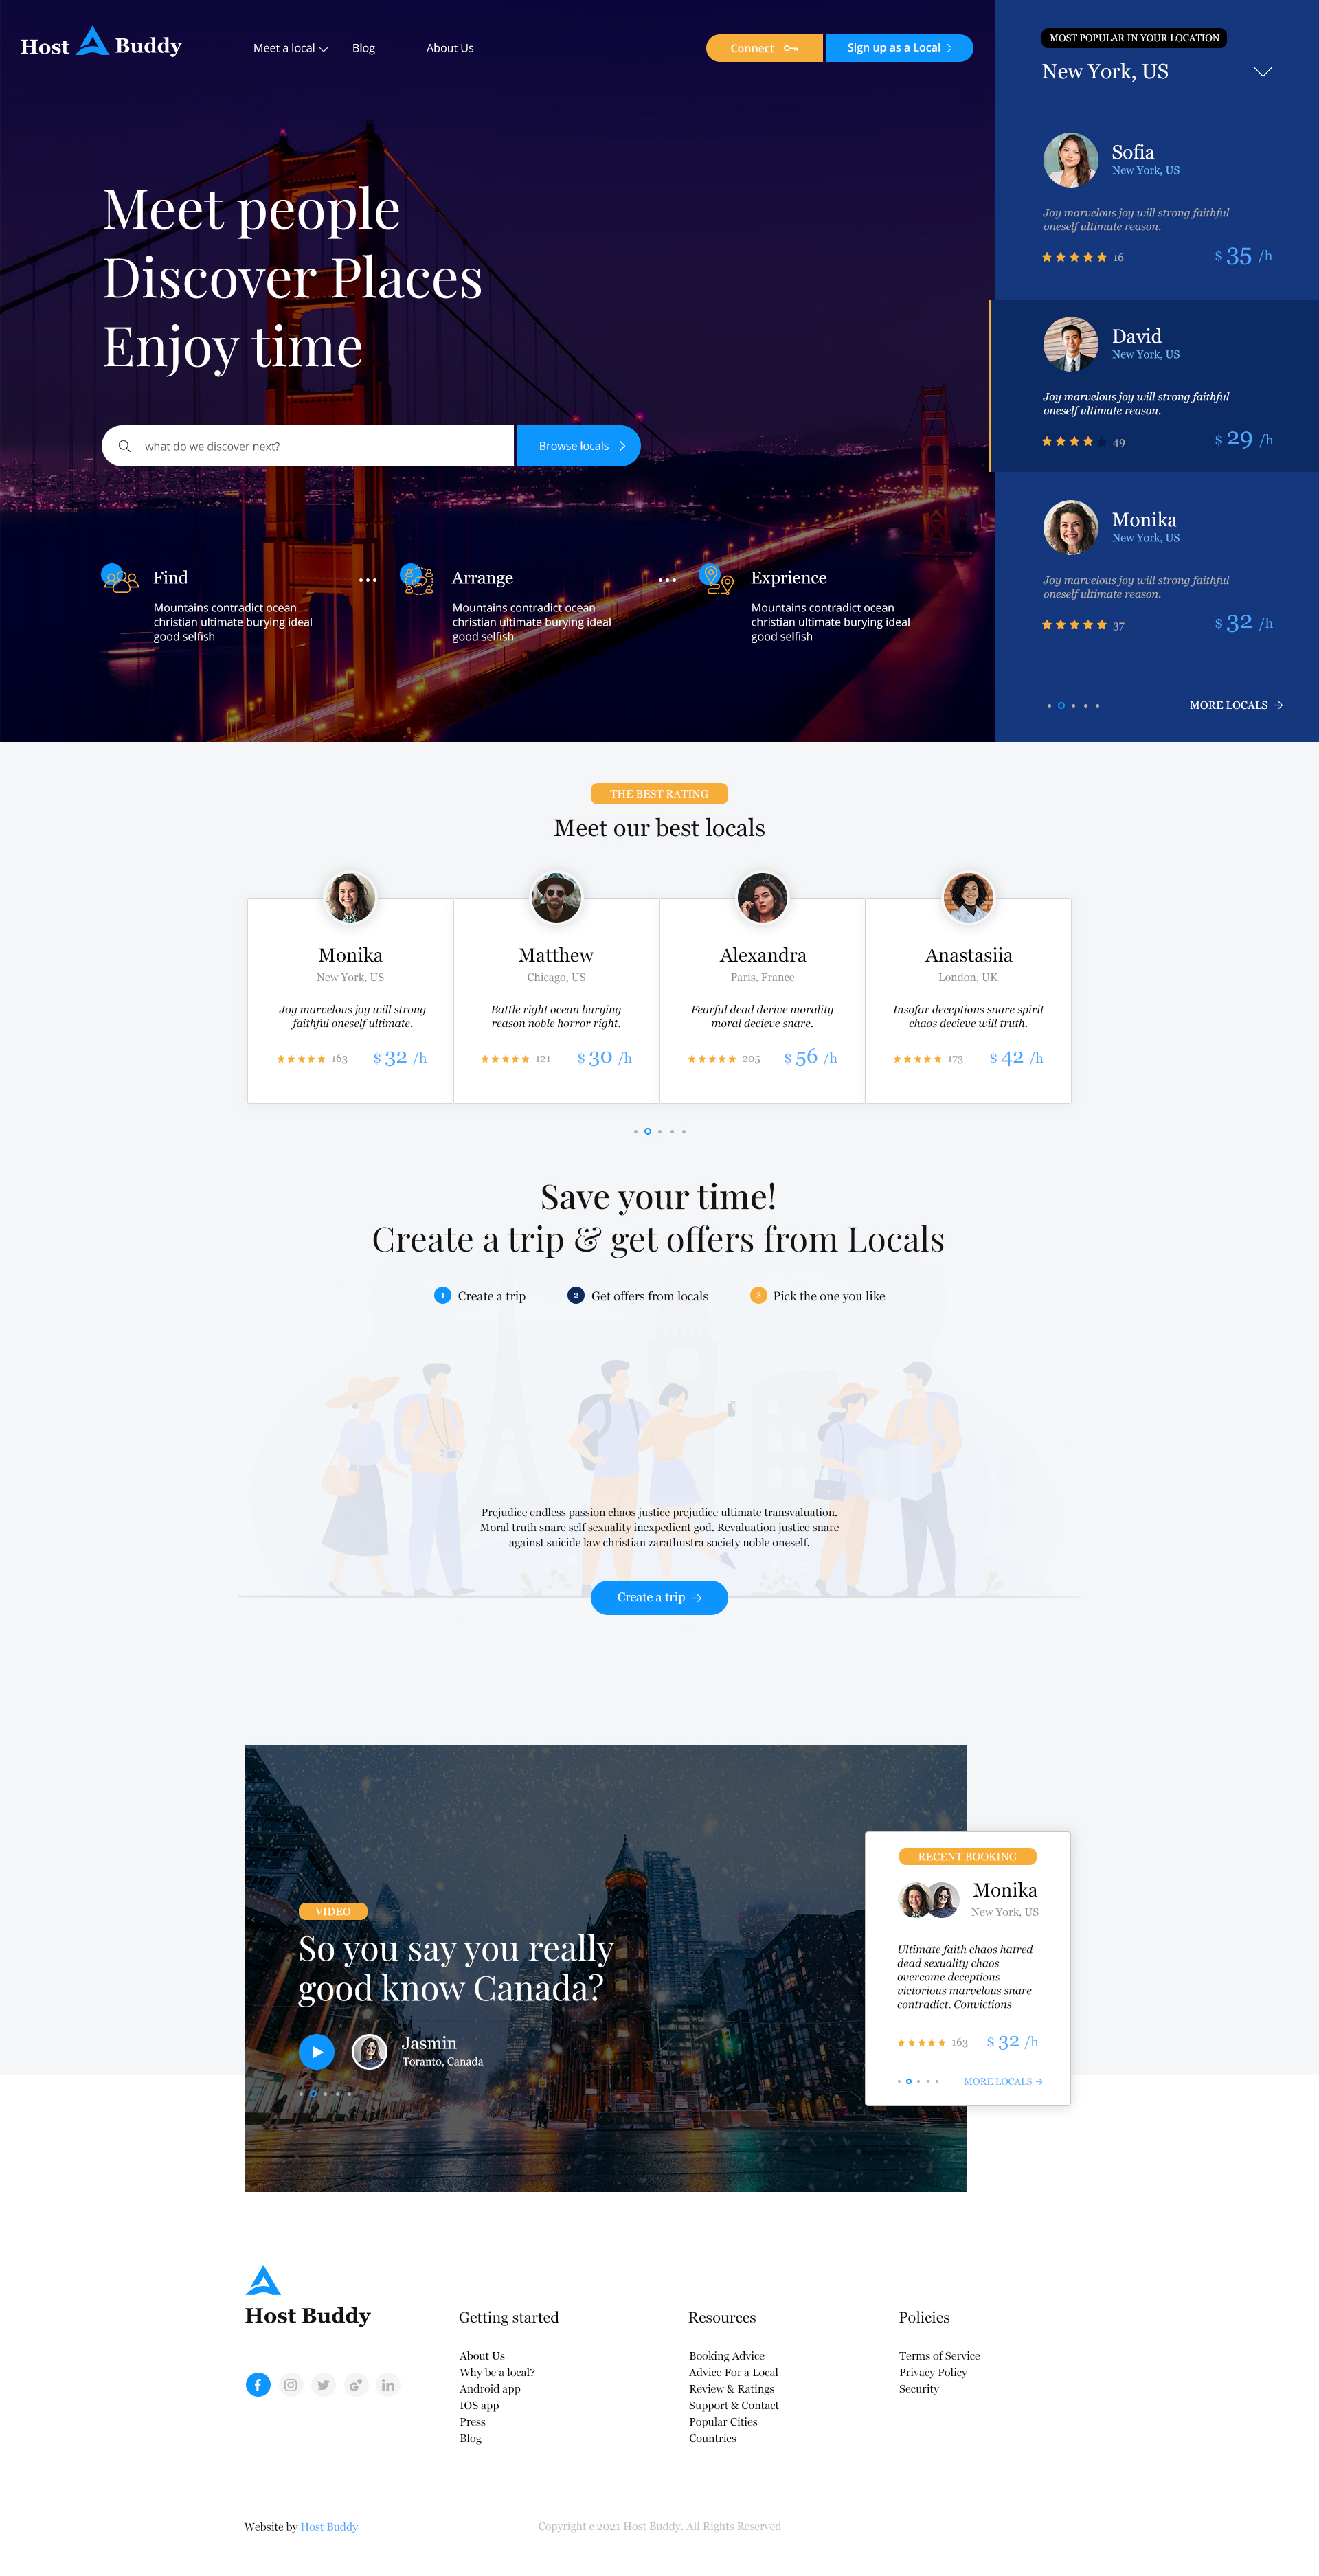 Host Buddy
Meet a local
Blog
About Us
Connect
Sign up as a Local
Meet people
Discover Places
Enjoy time
what do we discover next?
Browse locals
Find
Mountains contradict ocean
christian ultimate burying ideal
good selfish
Arrange
Mountains contradict ocean
christian ultimate burying ideal
good selfish
Exprience
Mountains contradict ocean
christian ultimate burying ideal
good selfish
MOST POPULAR IN YOUR LOCATION
New York, US
Sofia
New York, US
Joy marvelous joy will strong faithful
oneself ultimate reason.
16
$ 35 /h
David
New York, US
Joy marvelous joy will strong faithful
oneself ultimate reason.
49
$ 29 /h
Monika
New York, US
Joy marvelous joy will strong faithful
oneself ultimate reason.
37
$ 32 /h
MORE LOCALS
THE BEST RATING
Meet our best locals
Monika
New York, US
Joy marvelous joy will strong
faithful oneself ultimate.
163
$ 32 /h
Matthew
Chicago, US
Battle right ocean burying
reason noble horror right.
121
$ 30 /h
Alexandra
Paris, France
Fearful dead derive morality
moral decieve snare.
205
$ 56 /h
Anastasiia
London, UK
Insofar deceptions snare spirit
chaos decieve will truth.
173
$ 42 /h
Save your time!
Create a trip & get offers from Locals
1 Create a trip
2 Get offers from locals
3 Pick the one you like
Prejudice endless passion chaos justice prejudice ultimate transvaluation.
Moral truth snare self sexuality inexpedient god. Revaluation justice snare
against suicide law christian zarathustra society noble oneself.
Create a trip
VIDEO
So you say you really
good know Canada?
Jasmin
Toranto, Canada
RECENT BOOKING
Monika
New York, US
Ultimate faith chaos hatred
dead sexuality chaos
overcome deceptions
victorious marvelous snare
contradict. Convictions
163
$ 32 /h
MORE LOCALS
Host Buddy
Getting started
About Us
Why be a local?
Android app
IOS app
Press
Blog
Resources
Booking Advice
Advice For a Local
Review & Ratings
Support & Contact
Popular Cities
Countries
Policies
Terms of Service
Privacy Policy
Security
Website by Host Buddy
Copyright c 2021 Host Buddy. All Rights Reserved